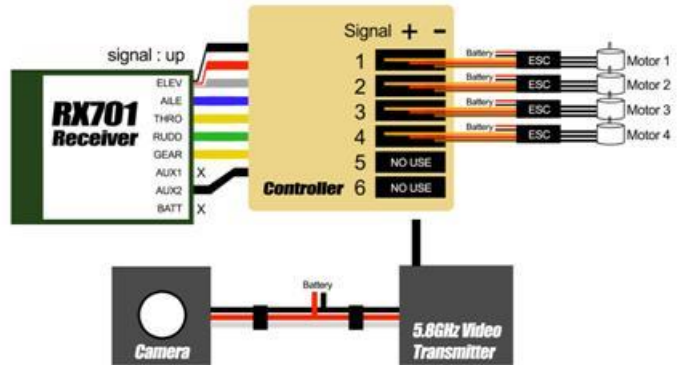 signal : up
RX701
Receiver
ELEV
AILE
THRO
RUDD
GEAR
AUX1 X
AUX2
BATT X
Signal + -
1
2
3
4
5 NO USE
6 NO USE
Controller
Battery ESC Motor 1
Battery ESC Motor 2
Battery ESC Motor 3
Battery ESC Motor 4
Battery
Camera
5.8GHz Video
Transmitter